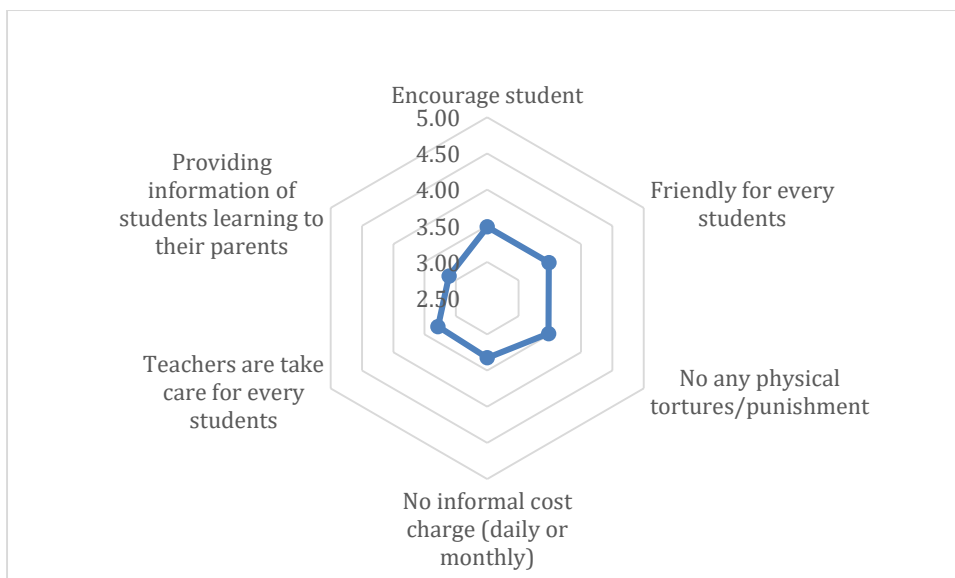 Encourage student
5.00
4.50
4.00
3.50
3.00
2.50
Friendly for every
students
No any physical
tortures/punishment
No informal cost
charge (daily or
monthly)
Teachers are take
care for every
students
Providing
information of
students learning to
their parents